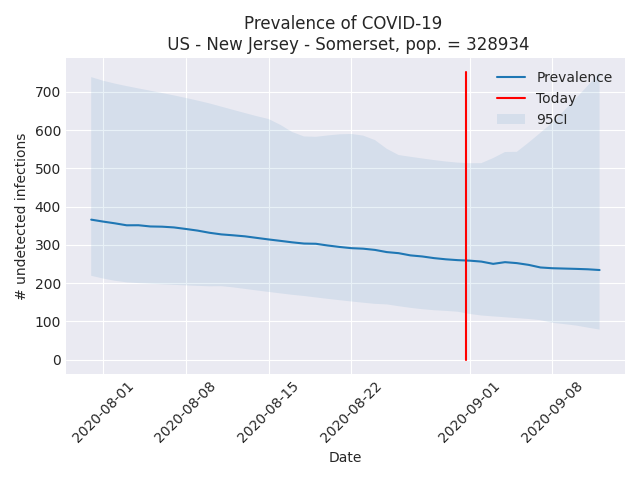 Prevalence of COVID-19
US - New Jersey - Somerset, pop. = 328934
Prevalence
Today
95CI
700
600
500
400
300
200
100
0
# undetected infections
2020-08-01
2020-08-08
2020-08-15
2020-08-22
2020-09-01
2020-09-08
Date